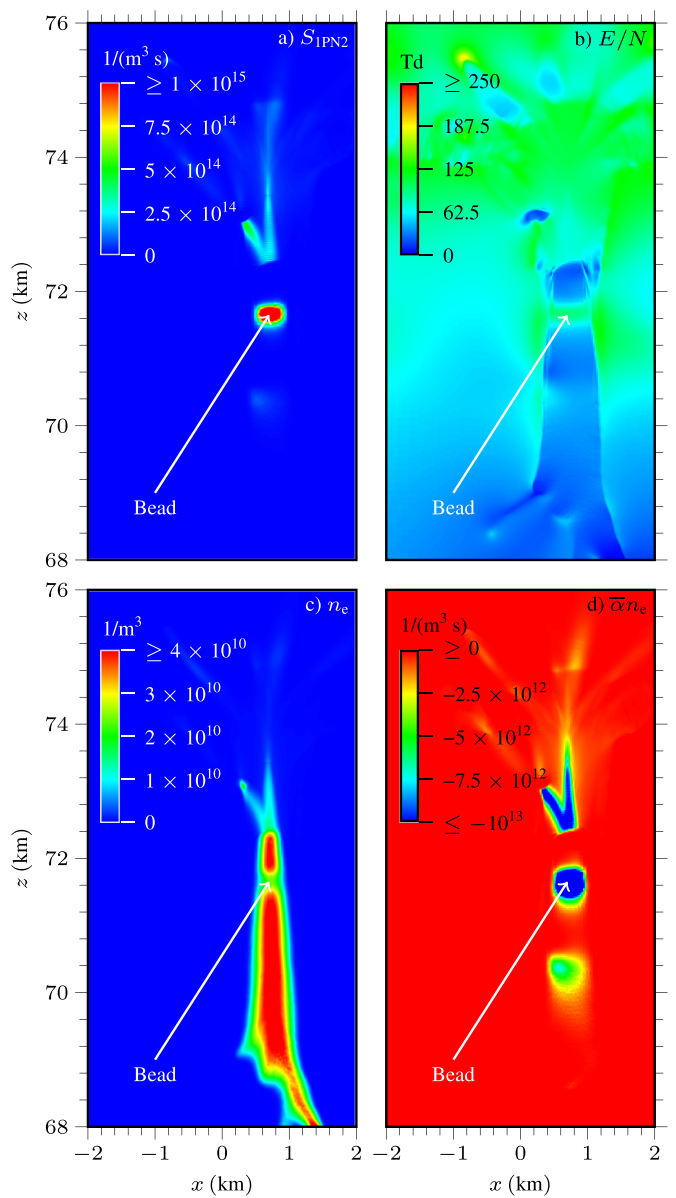 76
74
72
70
68
z (km)
a) S1PN2
1/(m³ s)
≥ 1 × 10¹⁵
7.5 × 10¹⁴
5 × 10¹⁴
2.5 × 10¹⁴
0
Bead
b) E/N
Td
≥ 250
187.5
125
62.5
0
Bead
76
74
72
70
68
z (km)
c) nₑ
1/m³
≥ 4 × 10¹⁰
3 × 10¹⁰
2 × 10¹⁰
1 × 10¹⁰
0
Bead
−2 −1 0 1 2
x (km)
d) α̅nₑ
1/(m³ s)
≥ 0
−2.5 × 10¹²
−5 × 10¹²
−7.5 × 10¹²
≤ −10¹³
Bead
0 1 2
x (km)